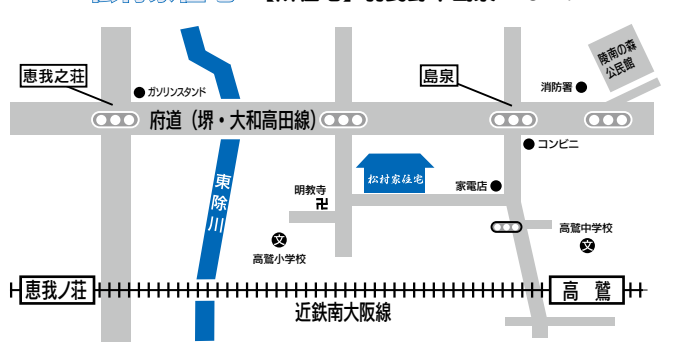 恵我之荘
ガソリンスタンド
府道（堺・大和高田線）
島泉
消防署
陵南の森
公民館
コンビニ
東除川
松村家住宅
家電店
明教寺
卍
文
高鷲小学校
高鷲中学校
文
恵我ノ荘
高鷲
近鉄南大阪線